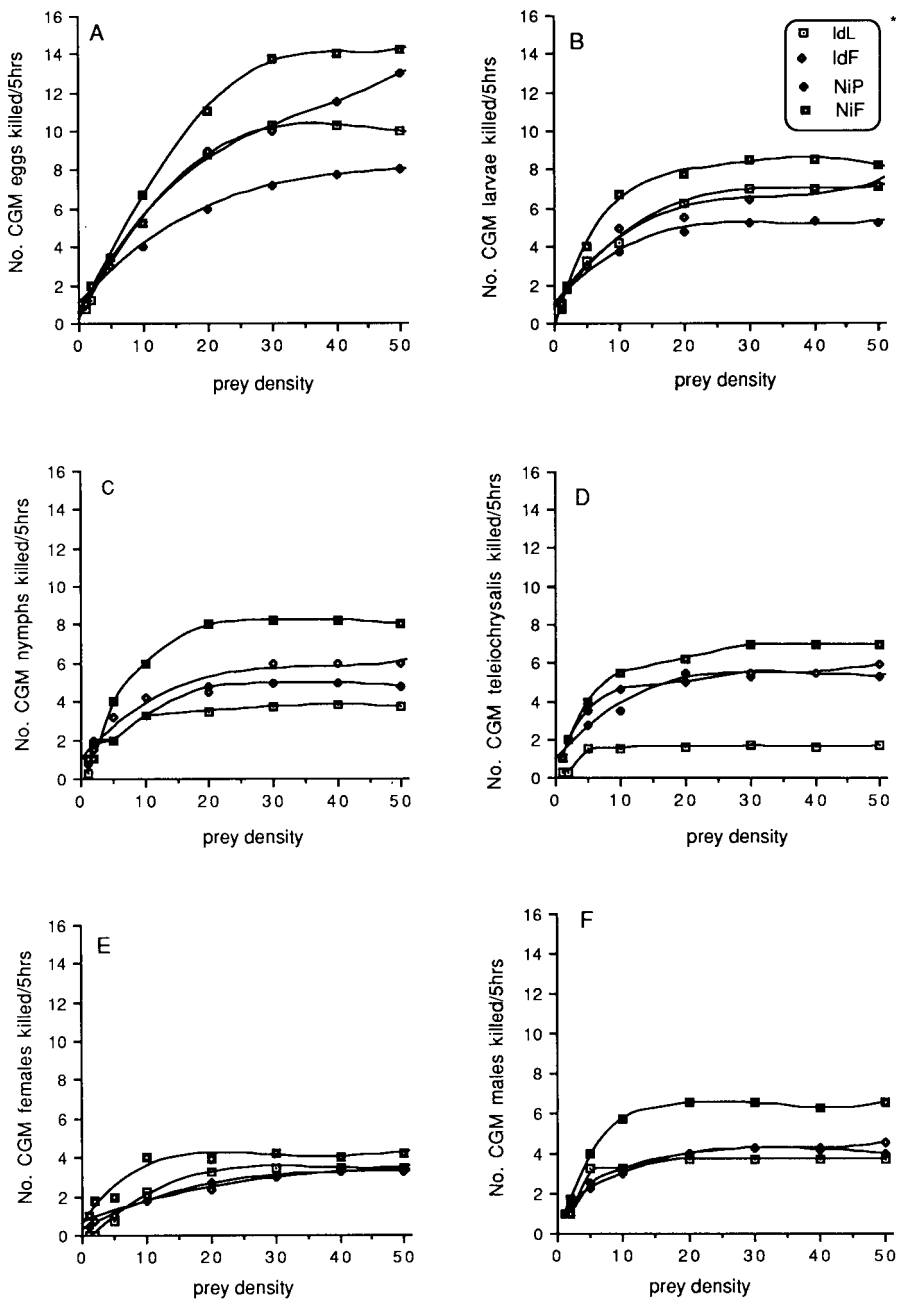 A
No. CGM eggs killed/5hrs
16
14
12
10
8
6
4
2
0
0 10 20 30 40 50
prey density
B
*
IdL
IdF
NiP
NiF
No. CGM larvae killed/5hrs
16
14
12
10
8
6
4
2
0
0 10 20 30 40 50
prey density
C
No. CGM nymphs killed/5hrs
16
14
12
10
8
6
4
2
0
0 10 20 30 40 50
prey density
D
No. CGM teleiochrysalis killed/5hrs
16
14
12
10
8
6
4
2
0
0 10 20 30 40 50
prey density
E
No. CGM females killed/5hrs
16
14
12
10
8
6
4
2
0
0 10 20 30 40 50
prey density
F
No. CGM males killed/5hrs
16
14
12
10
8
6
4
2
0
0 10 20 30 40 50
prey density